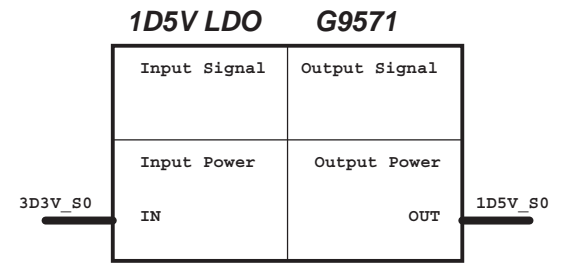 1D5V LDO G9571
Input Signal Output Signal
Input Power Output Power
3D3V_S0 IN OUT 1D5V_S0